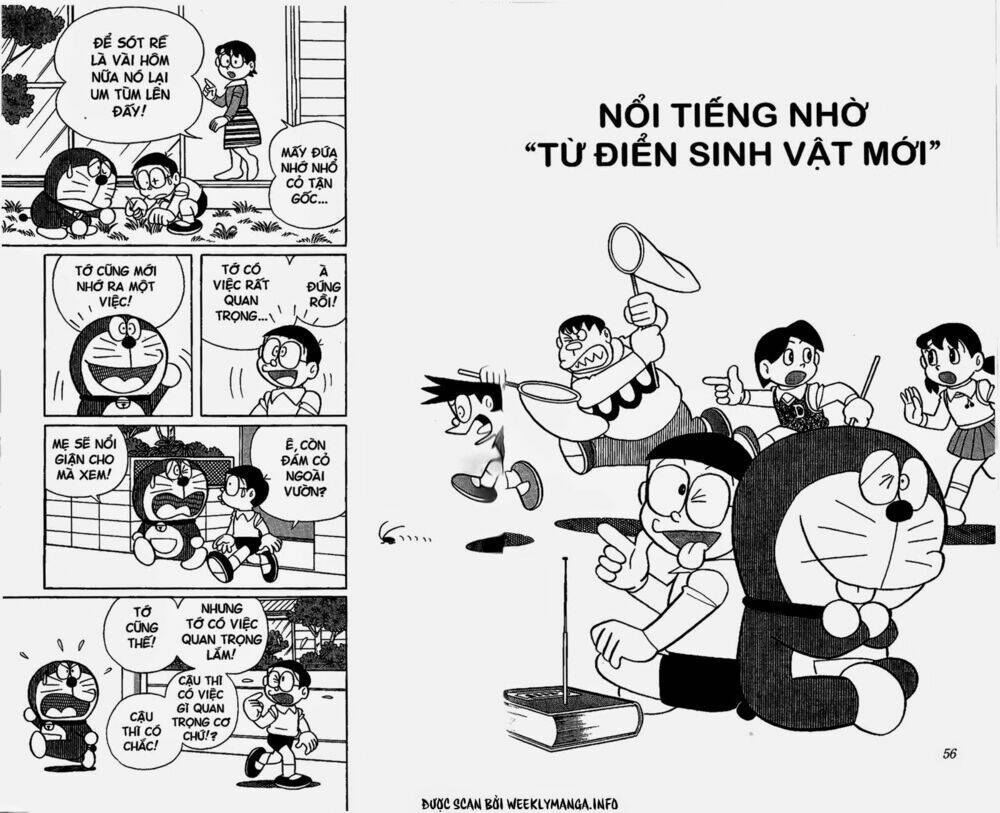 NỔI TIẾNG NHỜ
“TỪ ĐIỂN SINH VẬT MỚI”
D
56
MẤY ĐỨA
NHỚ NHỔ
CỎ TẬN
GỐC...
ĐỂ SÓT RỄ
LÀ VÀI HÔM
NỮA NÓ LẠI
UM TÙM LÊN
ĐẤY!
À
ĐÚNG
RỒI!
TỚ CÓ
VIỆC RẤT
QUAN
TRỌNG...
TỚ CŨNG MỚI
NHỚ RA MỘT
VIỆC!
Ê, CÒN
ĐÁM CỎ
NGOÀI
VƯỜN?
MẸ SẼ NỔI
GIẬN CHO
MÀ XEM!
NHƯNG
TỚ CÓ VIỆC
QUAN TRỌNG
LẮM!
TỚ
CŨNG
THẾ!
CẬU THÌ
CÓ VIỆC
GÌ QUAN
TRỌNG CƠ
CHỨ!?
CẬU
THÌ CÓ
CHẮC!
ĐƯỢC SCAN BỞI WEEKLYMANGA.INFO